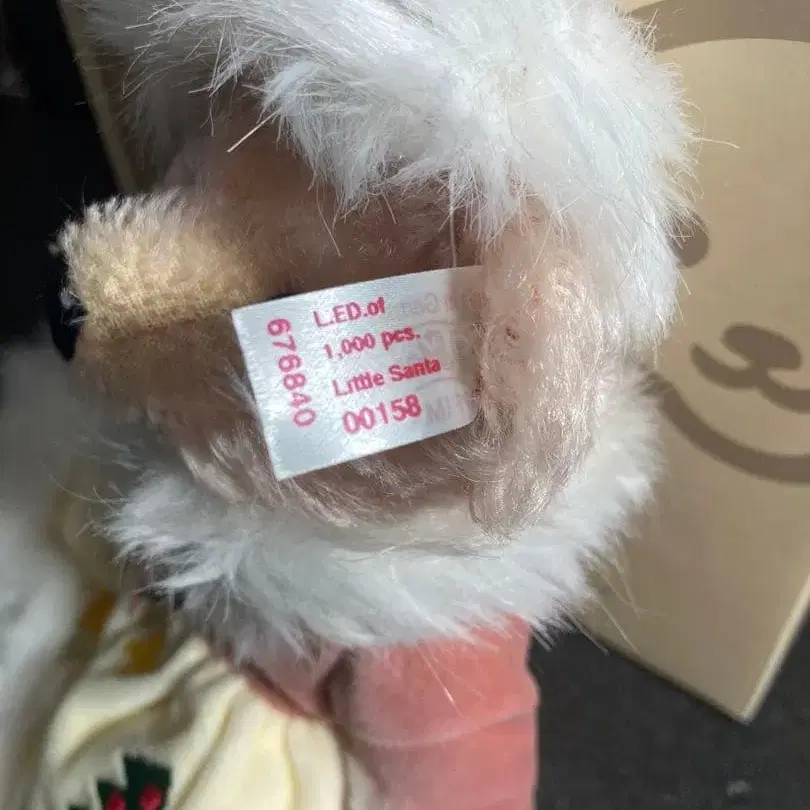 L.ED.of
1,000 pcs.
Little Santa
00158
676840